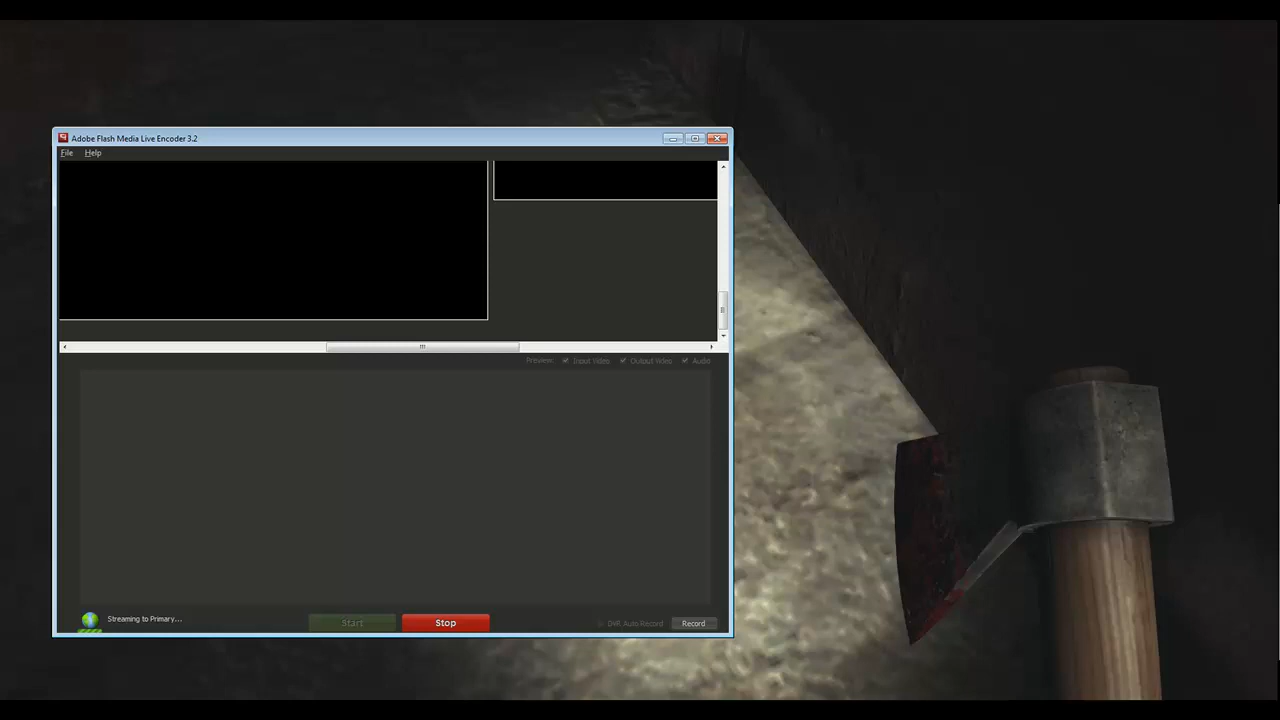 Adobe Flash Media Live Encoder 3.2
File Help
Preview: Input Video Output Video Audio
Streaming to Primary... Start Stop DVR Auto Record Record